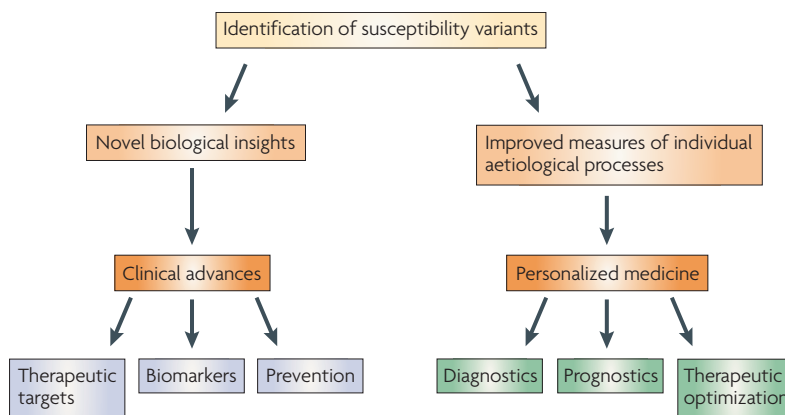 Identification of susceptibility variants
Novel biological insights
Improved measures of individual
aetiological processes
Clinical advances
Personalized medicine
Therapeutic
targets
Biomarkers
Prevention
Diagnostics
Prognostics
Therapeutic
optimization